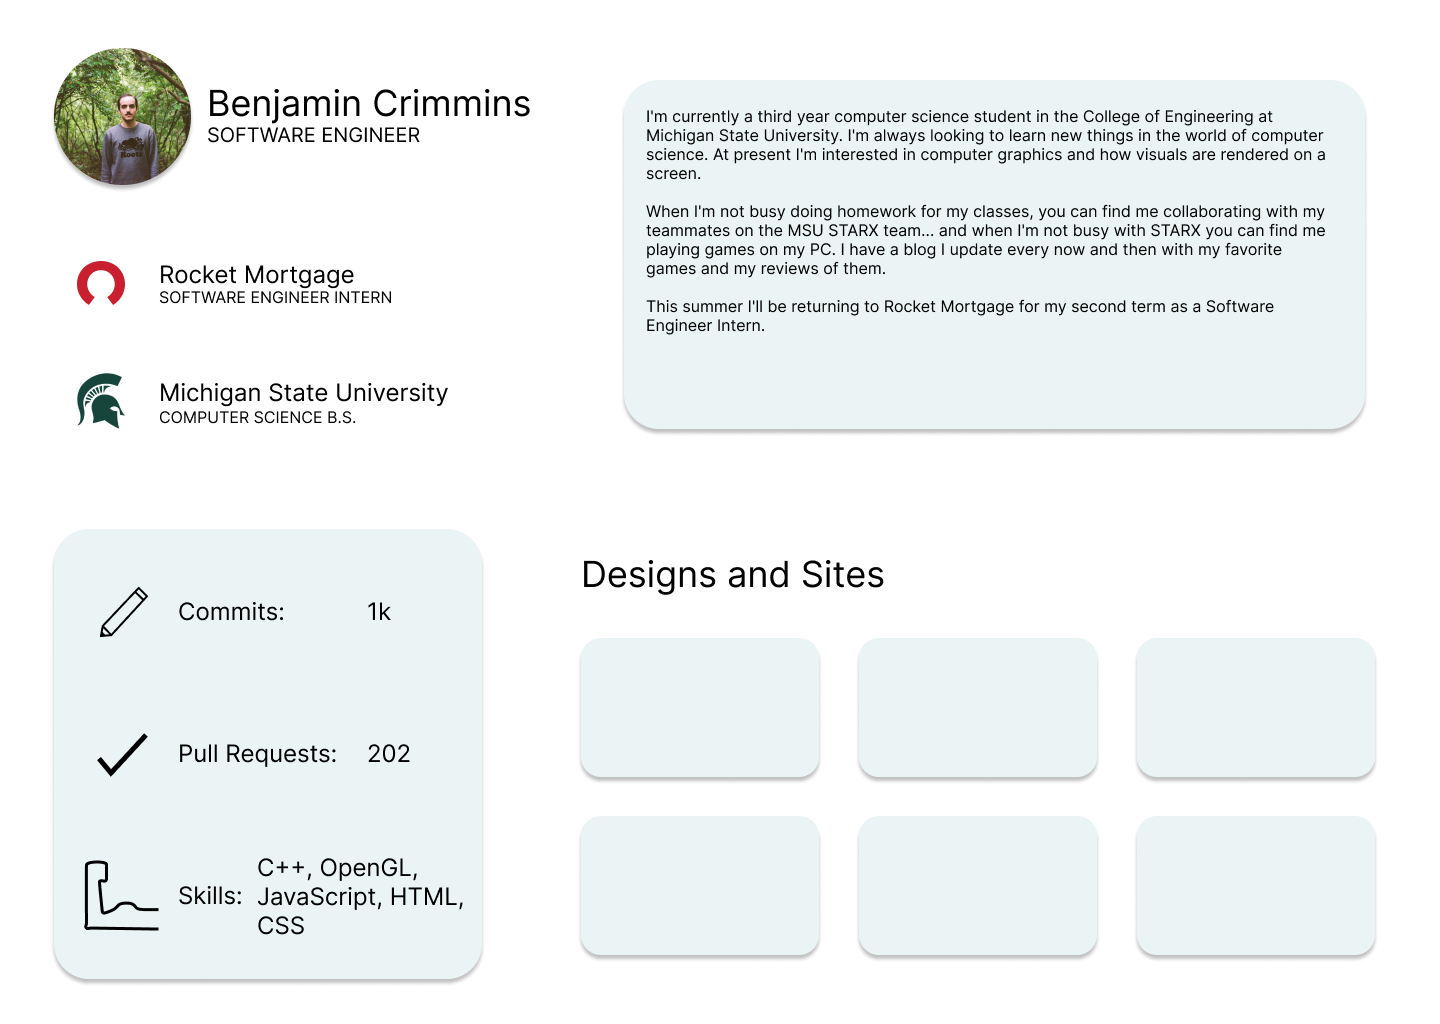 Benjamin Crimmins
SOFTWARE ENGINEER
Roots
Rocket Mortgage
SOFTWARE ENGINEER INTERN
Michigan State University
COMPUTER SCIENCE B.S.
I'm currently a third year computer science student in the College of Engineering at
Michigan State University. I'm always looking to learn new things in the world of computer
science. At present I'm interested in computer graphics and how visuals are rendered on a
screen.
When I'm not busy doing homework for my classes, you can find me collaborating with my
teammates on the MSU STARX team... and when I'm not busy with STARX you can find me
playing games on my PC. I have a blog I update every now and then with my favorite
games and my reviews of them.
This summer I'll be returning to Rocket Mortgage for my second term as a Software
Engineer Intern.
Commits: 1k
Pull Requests: 202
Skills: C++, OpenGL,
JavaScript, HTML,
CSS
Designs and Sites